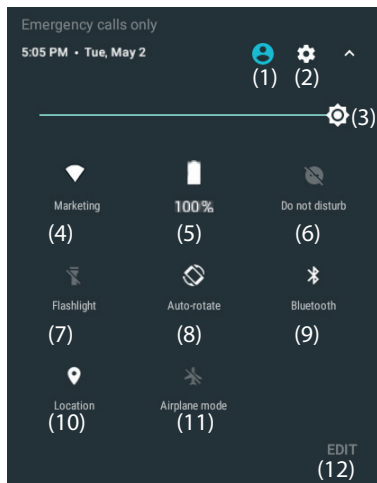 Emergency calls only
5:05 PM • Tue, May 2
(1) (2)
(3)
Marketing 100% Do not disturb
(4) (5) (6)
Flashlight Auto-rotate Bluetooth
(7) (8) (9)
Location Airplane mode
(10) (11)
EDIT
(12)